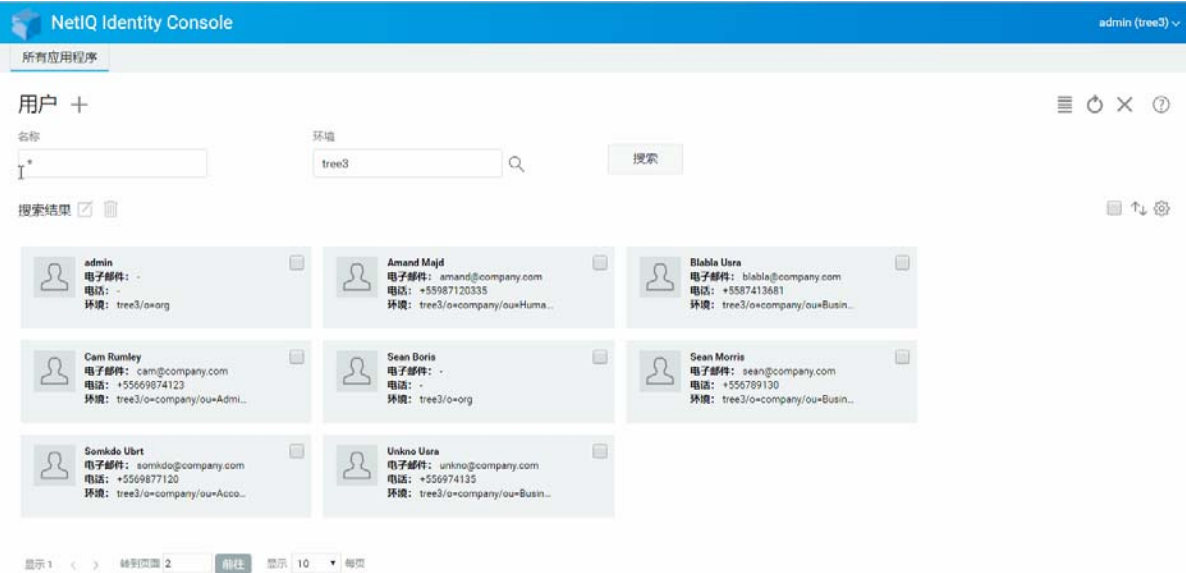 NetIQ Identity Console
admin (tree3)
所有应用程序
用户
名称
环境
*
tree3
搜索
搜索结果
admin
电子邮件: -
电话: -
环境: tree3/o=org
Amand Majd
电子邮件: amand@company.com
电话: +55987120335
环境: tree3/o=company/ou=Huma...
Blabla Usra
电子邮件: blabla@company.com
电话: +5587413681
环境: tree3/o=company/ou=Busin...
Cam Rumley
电子邮件: cam@company.com
电话: +55669874123
环境: tree3/o=company/ou=Admi...
Sean Boris
电子邮件: -
电话: -
环境: tree3/o=org
Sean Morris
电子邮件: sean@company.com
电话: +556789130
环境: tree3/o=company/ou=Busin...
Somkdo Ubrt
电子邮件: somkdo@company.com
电话: +5569877120
环境: tree3/o=company/ou=Acco...
Unkno Usra
电子邮件: unkno@company.com
电话: +556974135
环境: tree3/o=company/ou=Busin...
显示 1 < > 转到页面 2 前往 显示 10 每页